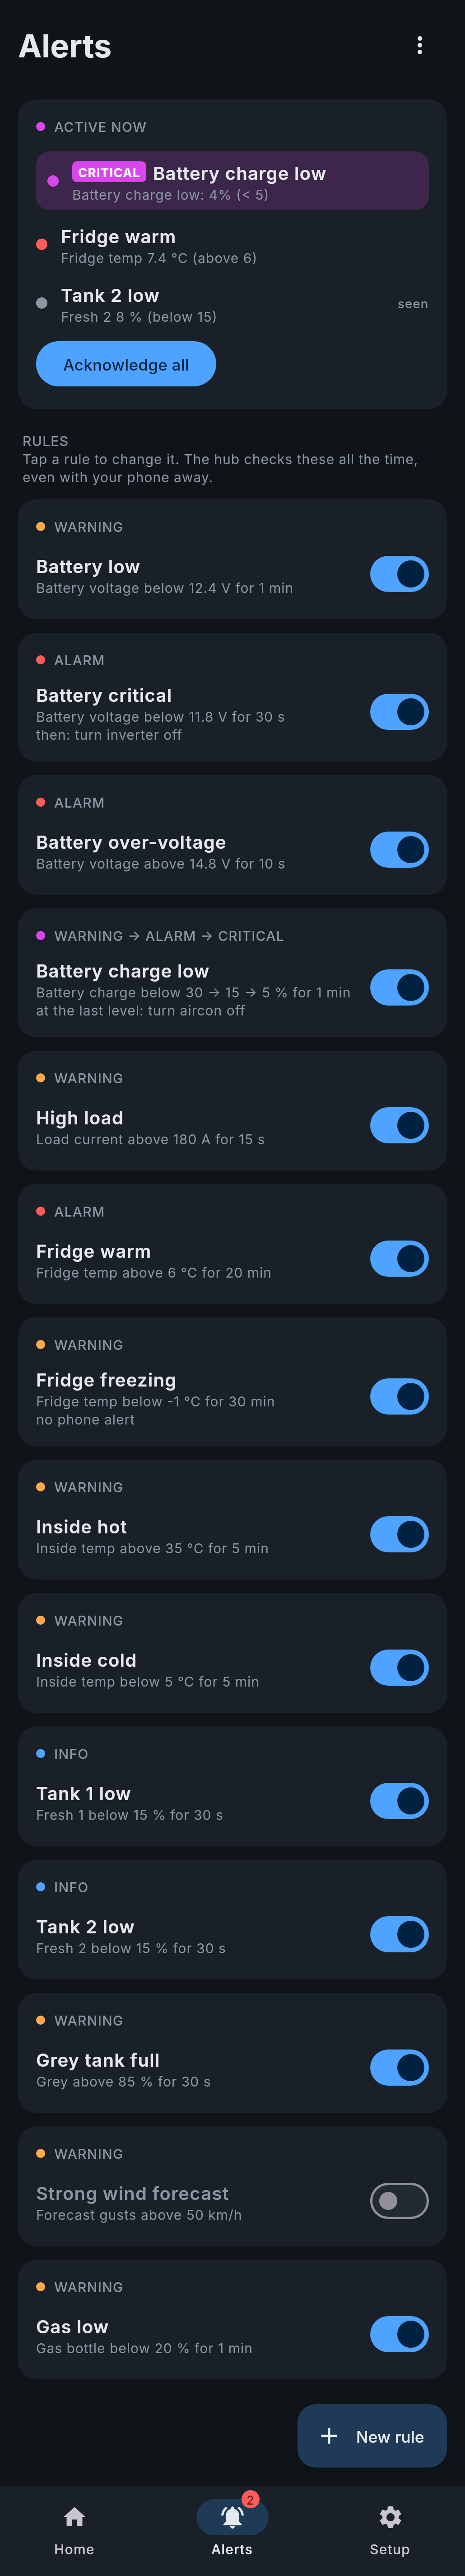 Alerts
ACTIVE NOW
CRITICAL Battery charge low
Battery charge low: 4% (< 5)
Fridge warm
Fridge temp 7.4 °C (above 6)
Tank 2 low
Fresh 2 8 % (below 15)
seen
Acknowledge all
RULES
Tap a rule to change it. The hub checks these all the time,
even with your phone away.
WARNING
Battery low
Battery voltage below 12.4 V for 1 min
ALARM
Battery critical
Battery voltage below 11.8 V for 30 s
then: turn inverter off
ALARM
Battery over-voltage
Battery voltage above 14.8 V for 10 s
WARNING → ALARM → CRITICAL
Battery charge low
Battery charge below 30 → 15 → 5 % for 1 min
at the last level: turn aircon off
WARNING
High load
Load current above 180 A for 15 s
ALARM
Fridge warm
Fridge temp above 6 °C for 20 min
WARNING
Fridge freezing
Fridge temp below -1 °C for 30 min
no phone alert
WARNING
Inside hot
Inside temp above 35 °C for 5 min
WARNING
Inside cold
Inside temp below 5 °C for 5 min
INFO
Tank 1 low
Fresh 1 below 15 % for 30 s
INFO
Tank 2 low
Fresh 2 below 15 % for 30 s
WARNING
Grey tank full
Grey above 85 % for 30 s
WARNING
Strong wind forecast
Forecast gusts above 50 km/h
WARNING
Gas low
Gas bottle below 20 % for 1 min
New rule
2
Home
Alerts
Setup